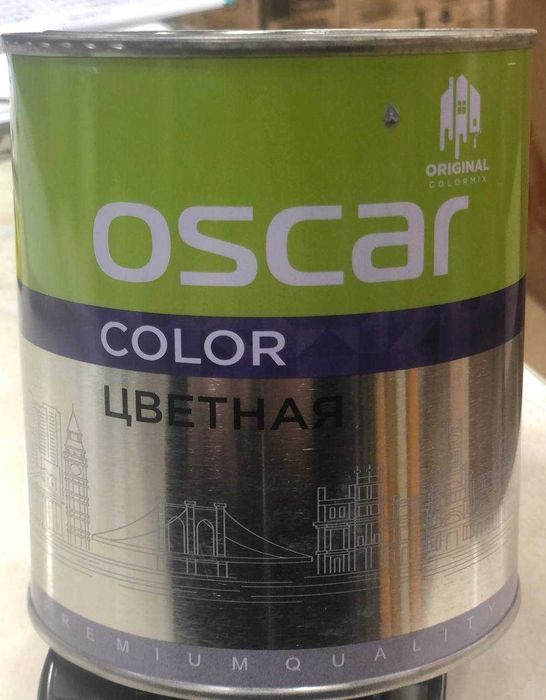 ORIGINAL
COLORMIX
oscar
COLOR
ЦВЕТНАЯ
PREMIUM QUALITY